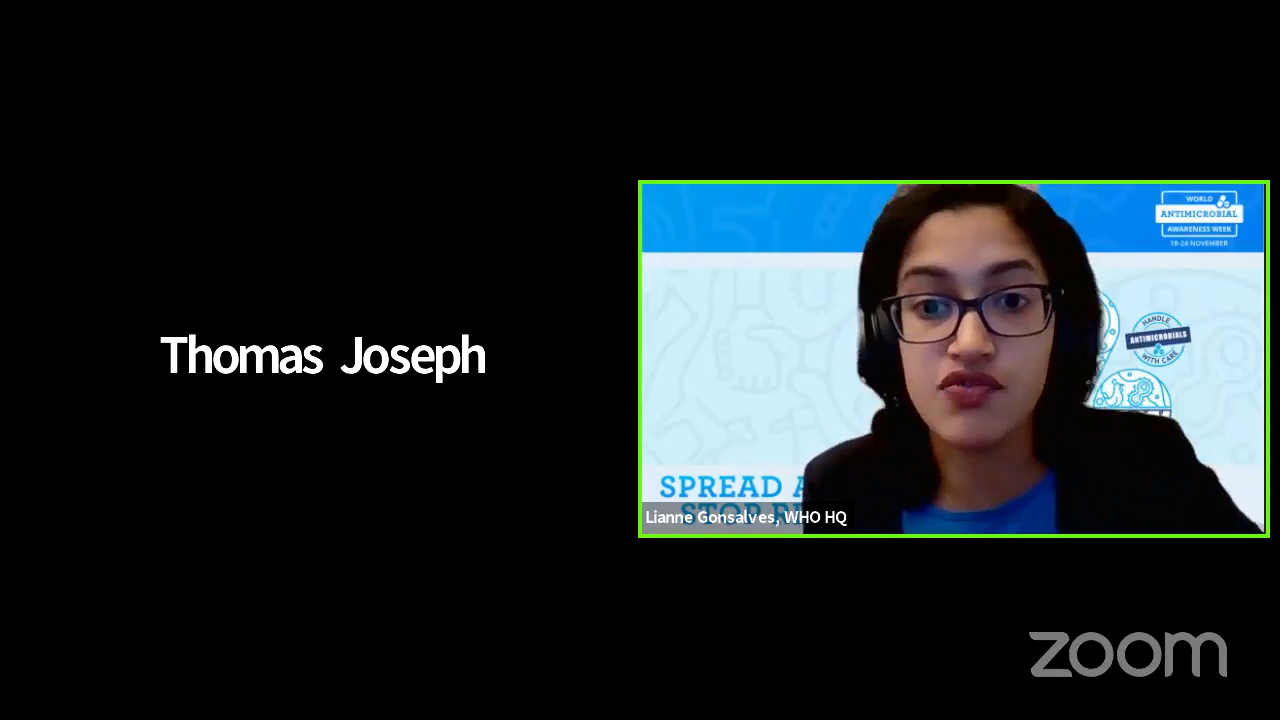 Thomas Joseph
WORLD
ANTIMICROBIAL
AWARENESS WEEK
18-24 NOVEMBER
HANDLE
ANTIMICROBIALS
WITH CARE
SPREAD
STOP
Lianne Gonsalves, WHO HQ
zoom